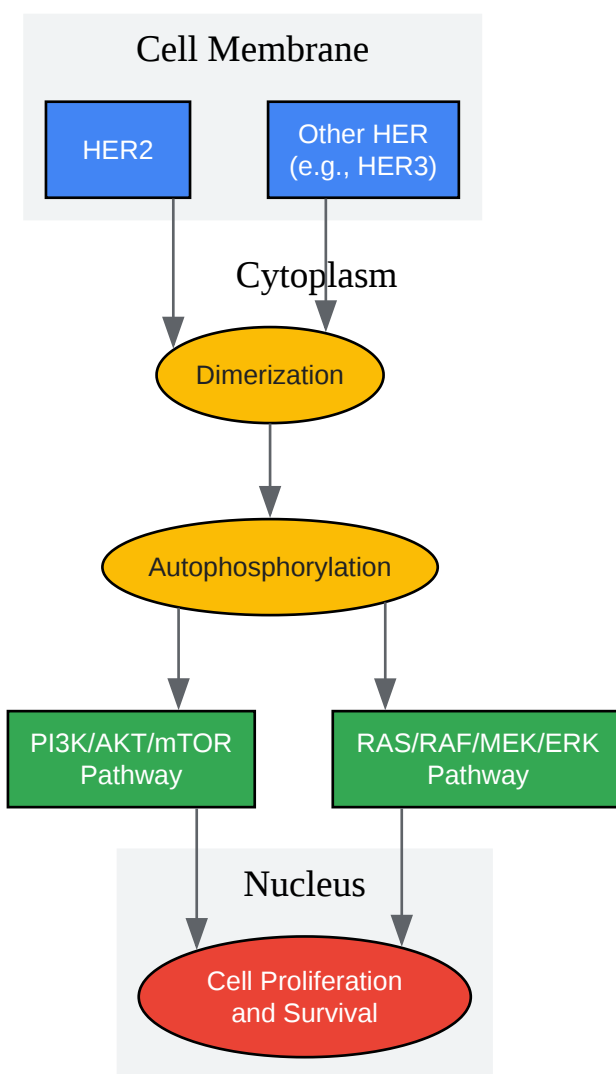 Cell Membrane
HER2
Other HER
(e.g., HER3)
Cytoplasm
Dimerization
Autophosphorylation
PI3K/AKT/mTOR
Pathway
RAS/RAF/MEK/ERK
Pathway
Nucleus
Cell Proliferation
and Survival